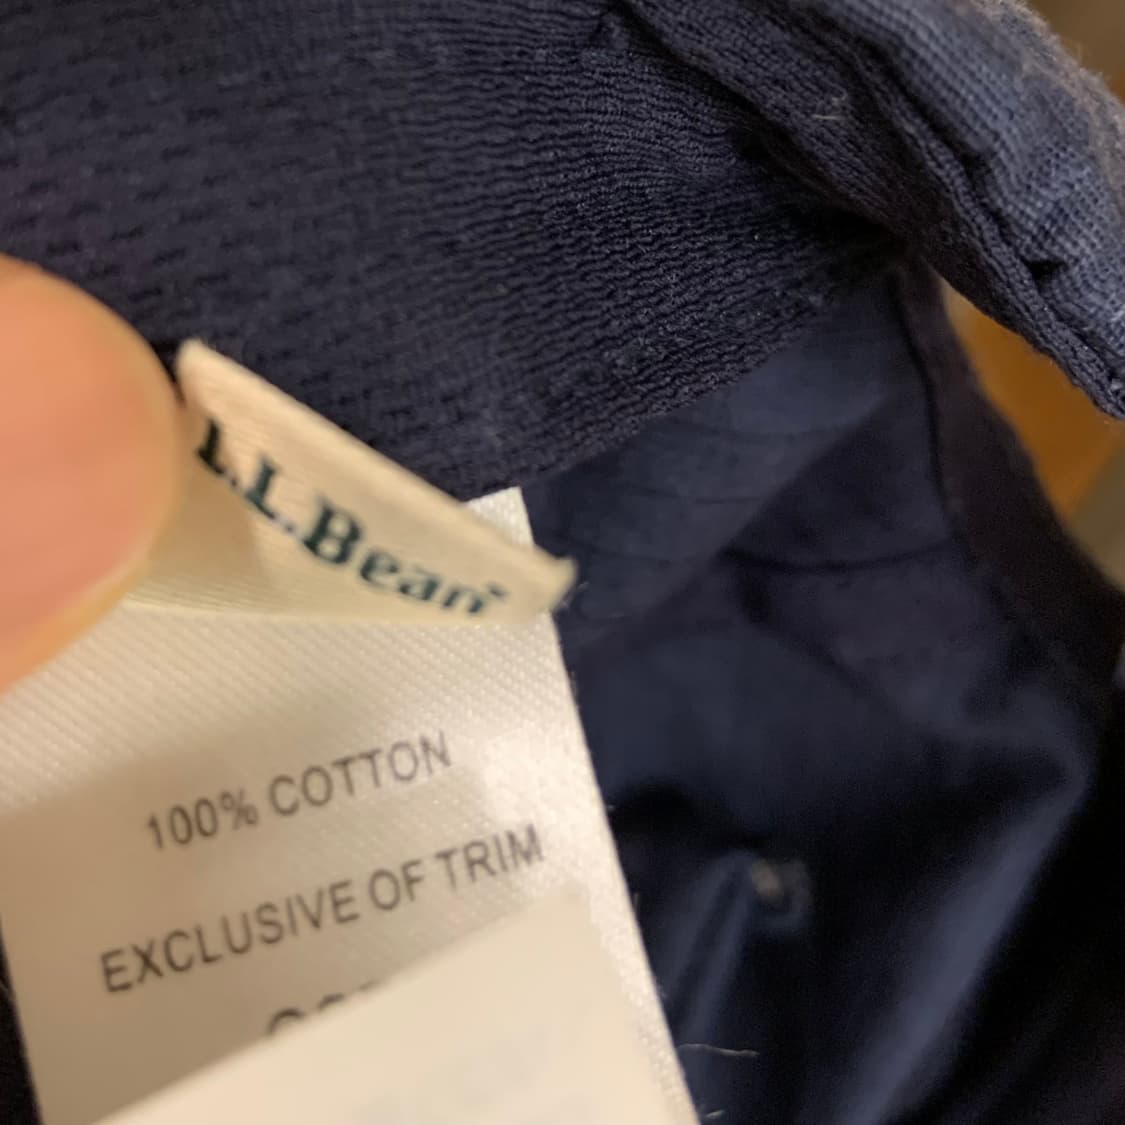 L.L.Bean
100% COTTON
EXCLUSIVE OF TRIM